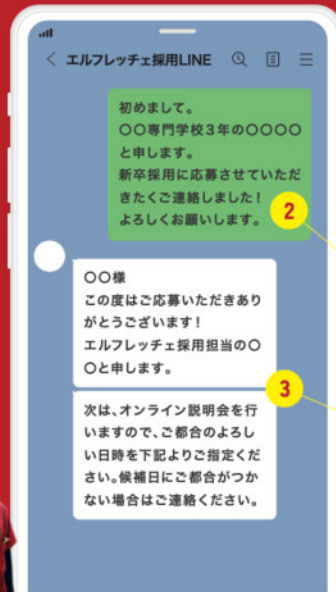 エルフレッチェ採用LINE
初めまして。
〇〇専門学校3年の〇〇〇〇
と申します。
新卒採用に応募させていただ
きたくご連絡しました!
よろしくお願いします。
2
〇〇様
この度はご応募いただきあり
がとうございます!
エルフレッチェ採用担当の〇
〇と申します。
3
次は、オンライン説明会を行
いますので、ご都合のよろし
い日時を下記よりご指定くだ
さい。候補日にご都合がつか
ない場合はご連絡ください。